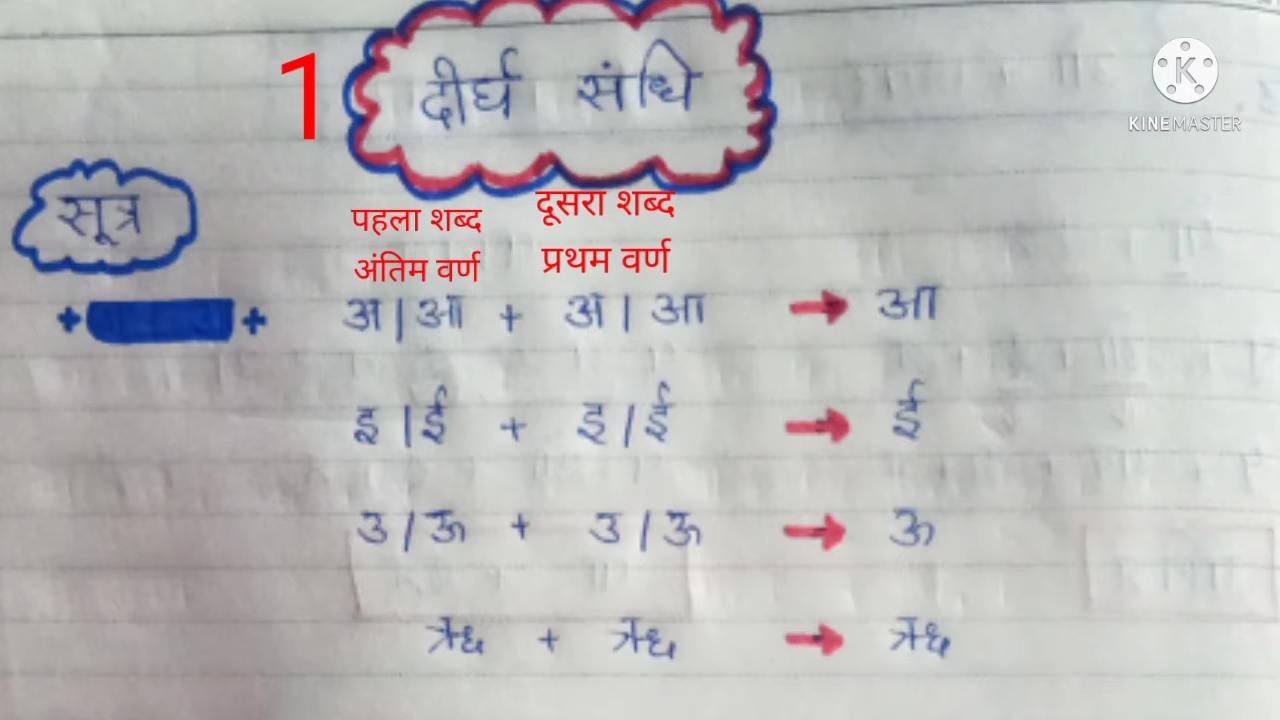 1 दीर्घ संधि
KINEMASTER
सूत्र
पहला शब्द दूसरा शब्द
अंतिम वर्ण प्रथम वर्ण
अ | आ + अ | आ → आ
इ | ई + इ | ई → ई
उ | ऊ + उ | ऊ → ऊ
ऋ + ऋ → ऋ